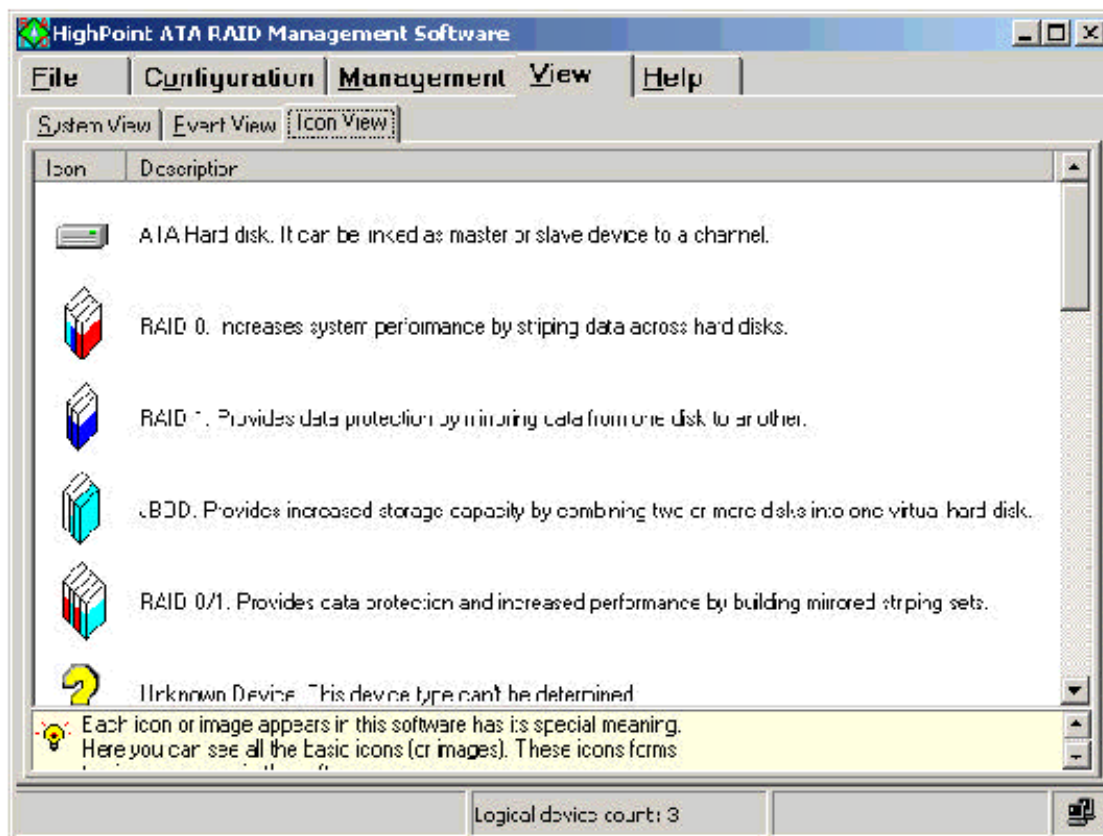 HighPoint ATA RAID Management Software
File Configuration Management View Help
System View Event View Icon View
Icon Description
ATA Hard disk. It can be linked as master or slave device to a channel.
RAID 0. Increases system performance by striping data across hard disks.
RAID 1. Provides data protection by mirroring data from one disk to another.
JBOD. Provides increased storage capacity by combining two or more disks into one virtual hard disk.
RAID 0/1. Provides data protection and increased performance by building mirrored striping sets.
Unknown Device. This device type can't be determined
Each icon or image appears in this software has its special meaning.
Here you can see all the basic icons (or images). These icons forms
Logical device count: 3